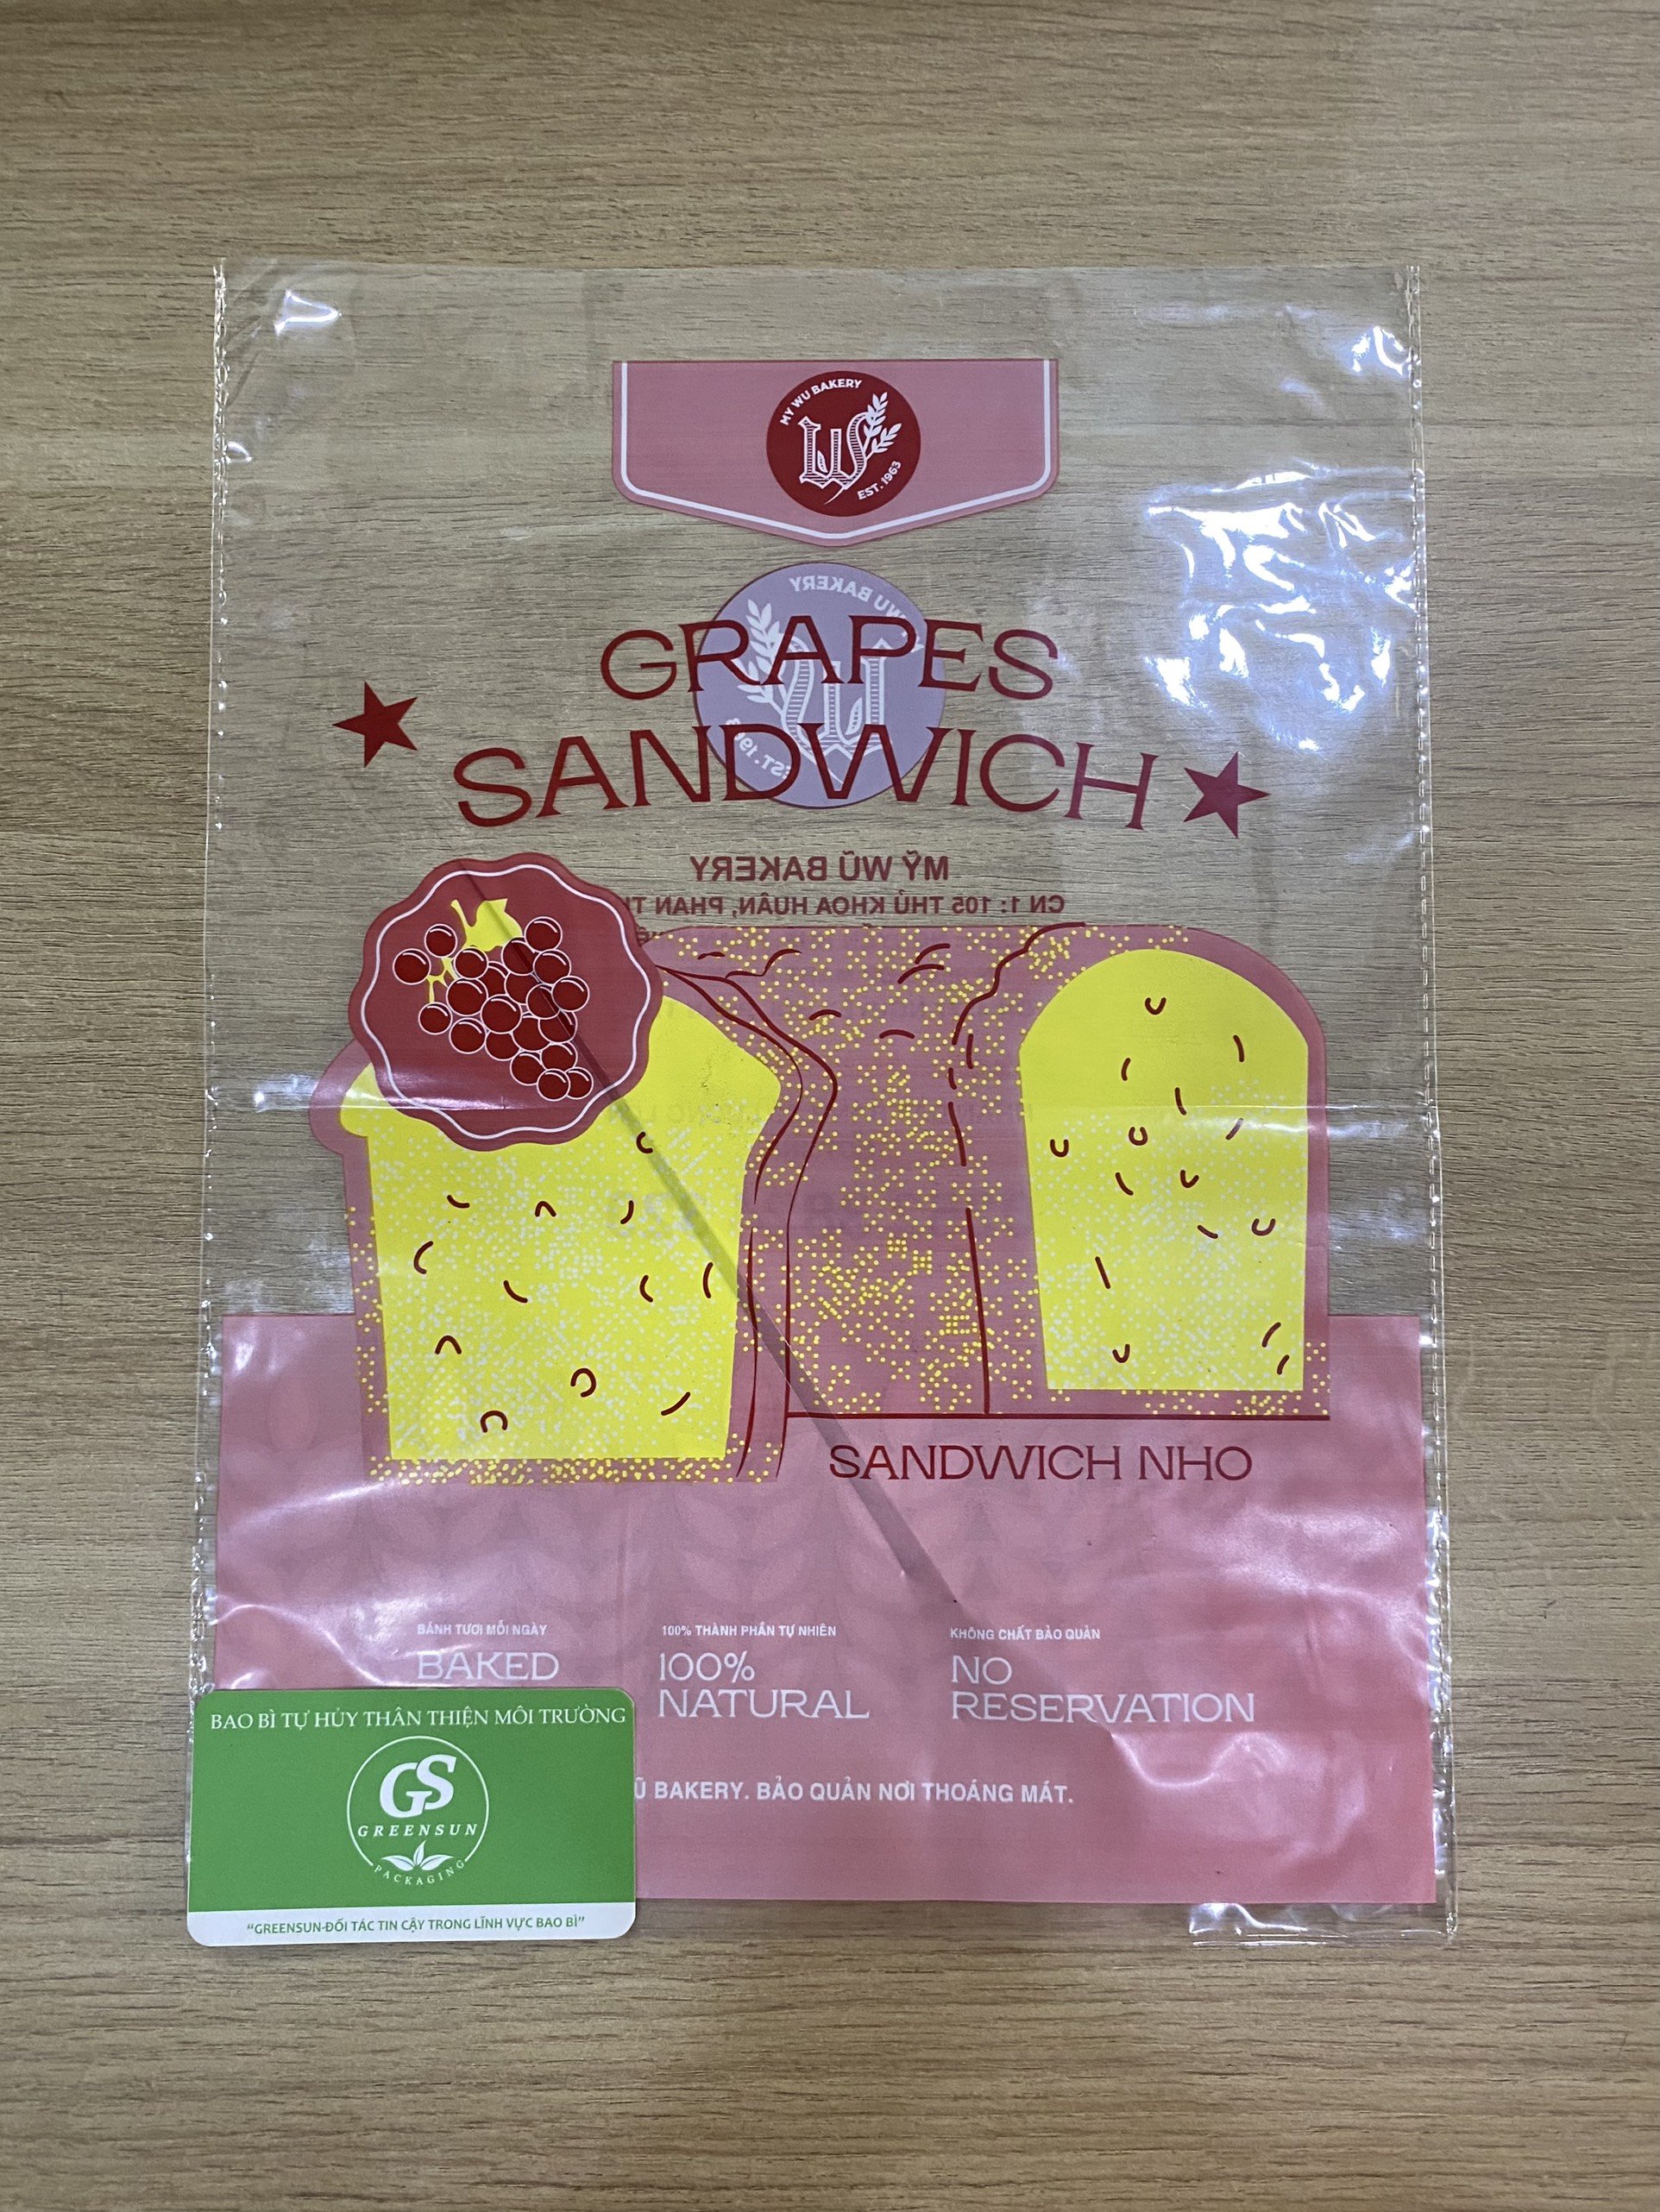 MY WU BAKERY
EST. 1963
GRAPES
SANDWICH
MỸ WŨ BAKERY
CN 1: 105 THỦ KHOA HUÂN, PHAN
SANDWICH NHO
BÁNH TƯƠI MỖI NGÀY
BAKED
100% THÀNH PHẦN TỰ NHIÊN
100%
NATURAL
KHÔNG CHẤT BẢO QUẢN
NO
RESERVATION
BAKERY. BẢO QUẢN NƠI THOÁNG MÁT.
BAO BÌ TỰ HỦY THÂN THIỆN MÔI TRƯỜNG
GS
GREENSUN
PACKAGING
“GREENSUN-ĐỐI TÁC TIN CẬY TRONG LĨNH VỰC BAO BÌ”